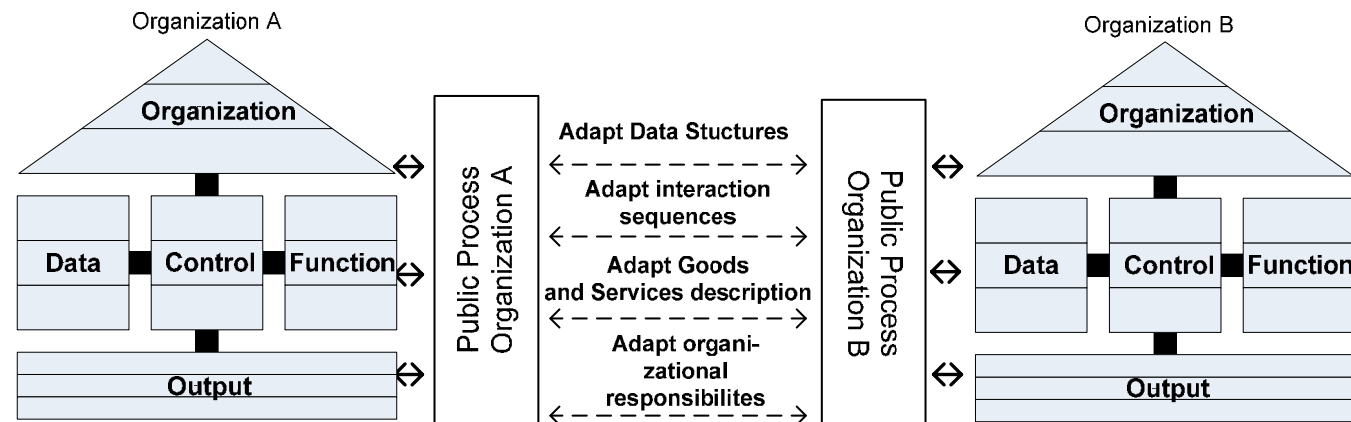 Organization A
Organization
Data
Control
Function
Output
Public Process
Organization A
Adapt Data Stuctures
Adapt interaction
sequences
Adapt Goods
and Services description
Adapt organi-
zational
responsibilites
Public Process
Organization B
Organization B
Organization
Data
Control
Function
Output